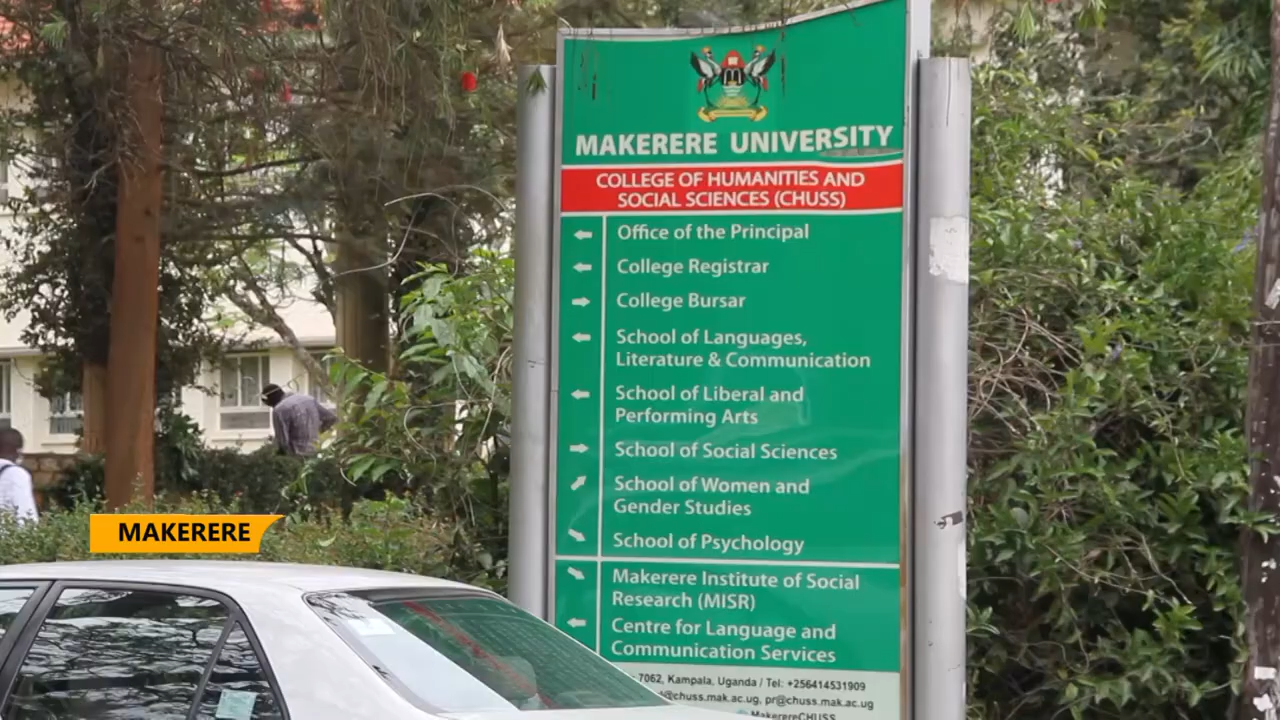 MAKERERE UNIVERSITY
COLLEGE OF HUMANITIES AND
SOCIAL SCIENCES (CHUSS)
Office of the Principal
College Registrar
College Bursar
School of Languages,
Literature & Communication
School of Liberal and
Performing Arts
School of Social Sciences
School of Women and
Gender Studies
School of Psychology
Makerere Institute of Social
Research (MISR)
Centre for Language and
Communication Services
7062, Kampala, Uganda / Tel: +256414531909
@chuss.mak.ac.ug, pr@chuss.mak.ac.ug
MakerereCHUSS
MAKERERE